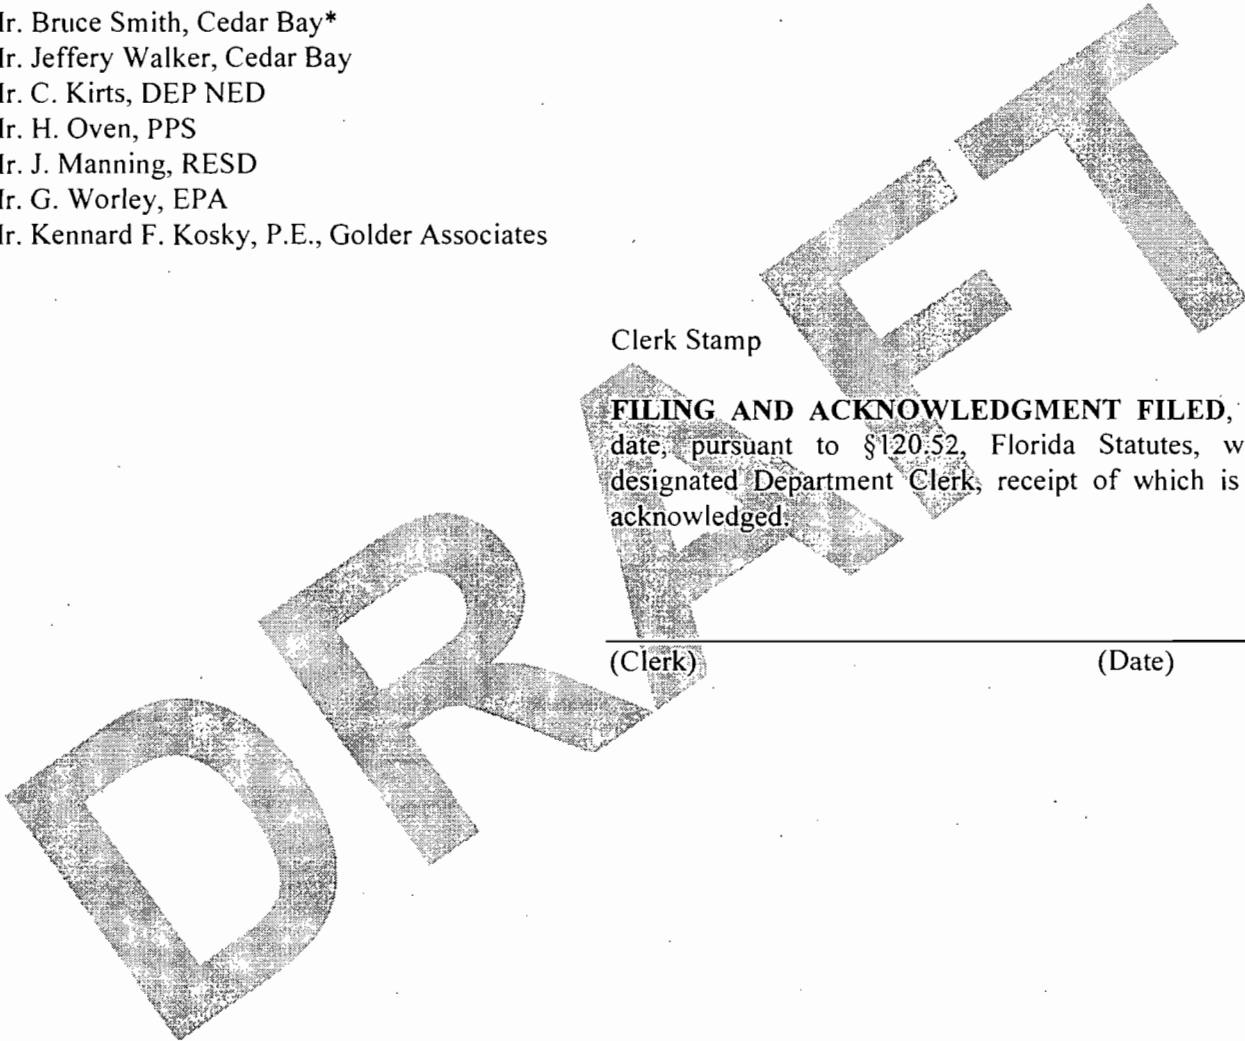 Ir. Bruce Smith, Cedar Bay*
Ir. Jeffery Walker, Cedar Bay
Ir. C. Kirts, DEP NED
Ir. H. Oven, PPS
Ir. J. Manning, RESD
Ir. G. Worley, EPA
Ir. Kennard F. Kosky, P.E., Golder Associates
Clerk Stamp
FILING AND ACKNOWLEDGMENT FILED,
date, pursuant to §120.52, Florida Statutes, w
designated Department Clerk, receipt of which is
acknowledged.
(Clerk) (Date)
DRAFT